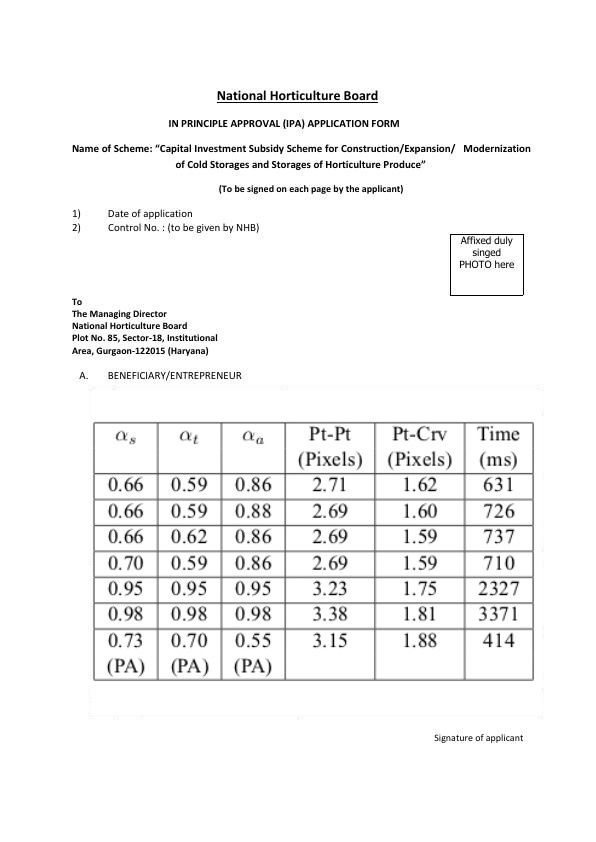 National Horticulture Board
IN PRINCIPLE APPROVAL (IPA) APPLICATION FORM
Name of Scheme: “Capital Investment Subsidy Scheme for Construction/Expansion/ Modernization
of Cold Storages and Storages of Horticulture Produce”
(To be signed on each page by the applicant)
1) Date of application
2) Control No. : (to be given by NHB)
Affixed duly
singed
PHOTO here
To
The Managing Director
National Horticulture Board
Plot No. 85, Sector-18, Institutional
Area, Gurgaon-122015 (Haryana)
A. BENEFICIARY/ENTREPRENEUR
αs αt αa Pt-Pt Pt-Crv Time
(Pixels) (Pixels) (ms)
0.66 0.59 0.86 2.71 1.62 631
0.66 0.59 0.88 2.69 1.60 726
0.66 0.62 0.86 2.69 1.59 737
0.70 0.59 0.86 2.69 1.59 710
0.95 0.95 0.95 3.23 1.75 2327
0.98 0.98 0.98 3.38 1.81 3371
0.73 0.70 0.55 3.15 1.88 414
(PA) (PA) (PA)
Signature of applicant